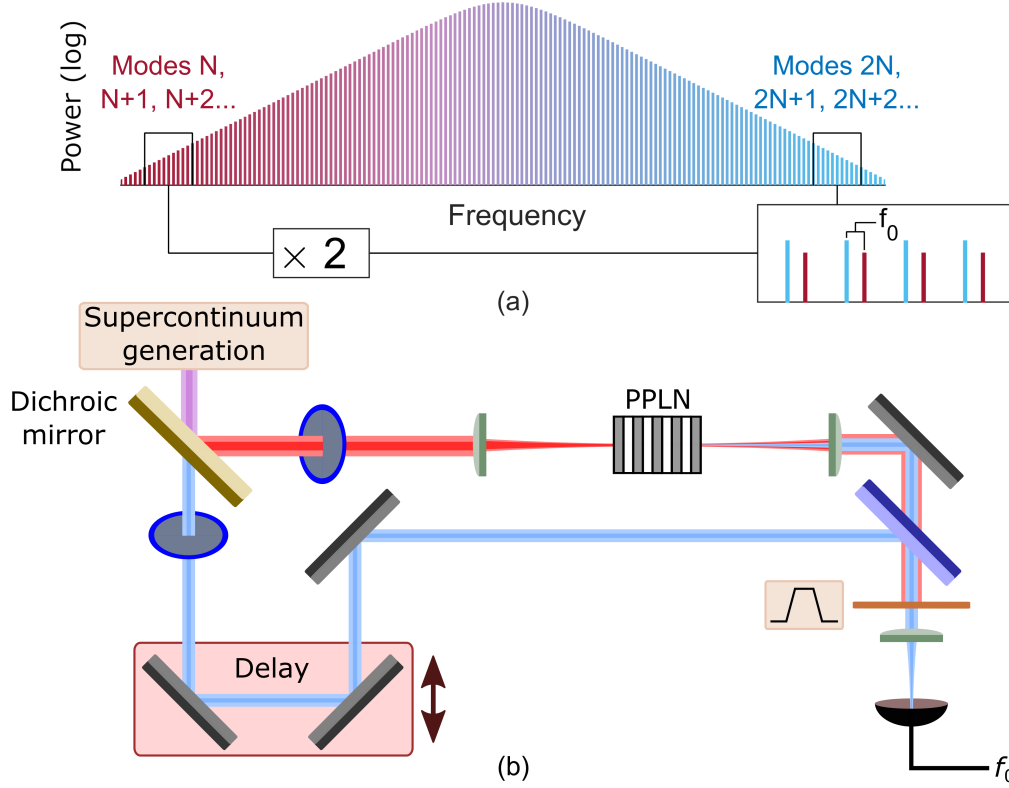 Power (log)
Modes N,
N+1, N+2...
Modes 2N,
2N+1, 2N+2...
Frequency
× 2
f0
(a)
Supercontinuum
generation
Dichroic
mirror
PPLN
Delay
(b)
f0